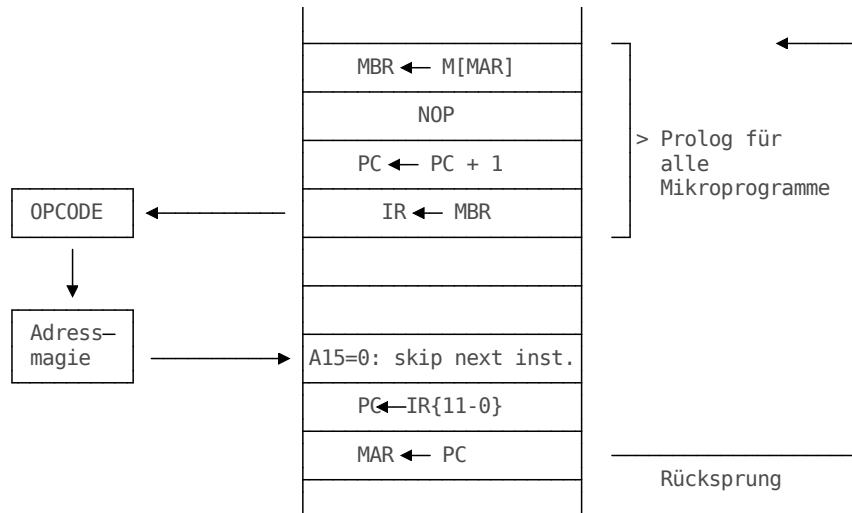 MBR ← M[MAR]
NOP
PC ← PC + 1
IR ← MBR
> Prolog für
alle
Mikroprogramme
OPCODE
Adress–
magie
A15=0: skip next inst.
PC←IR{11-0}
MAR ← PC
Rücksprung